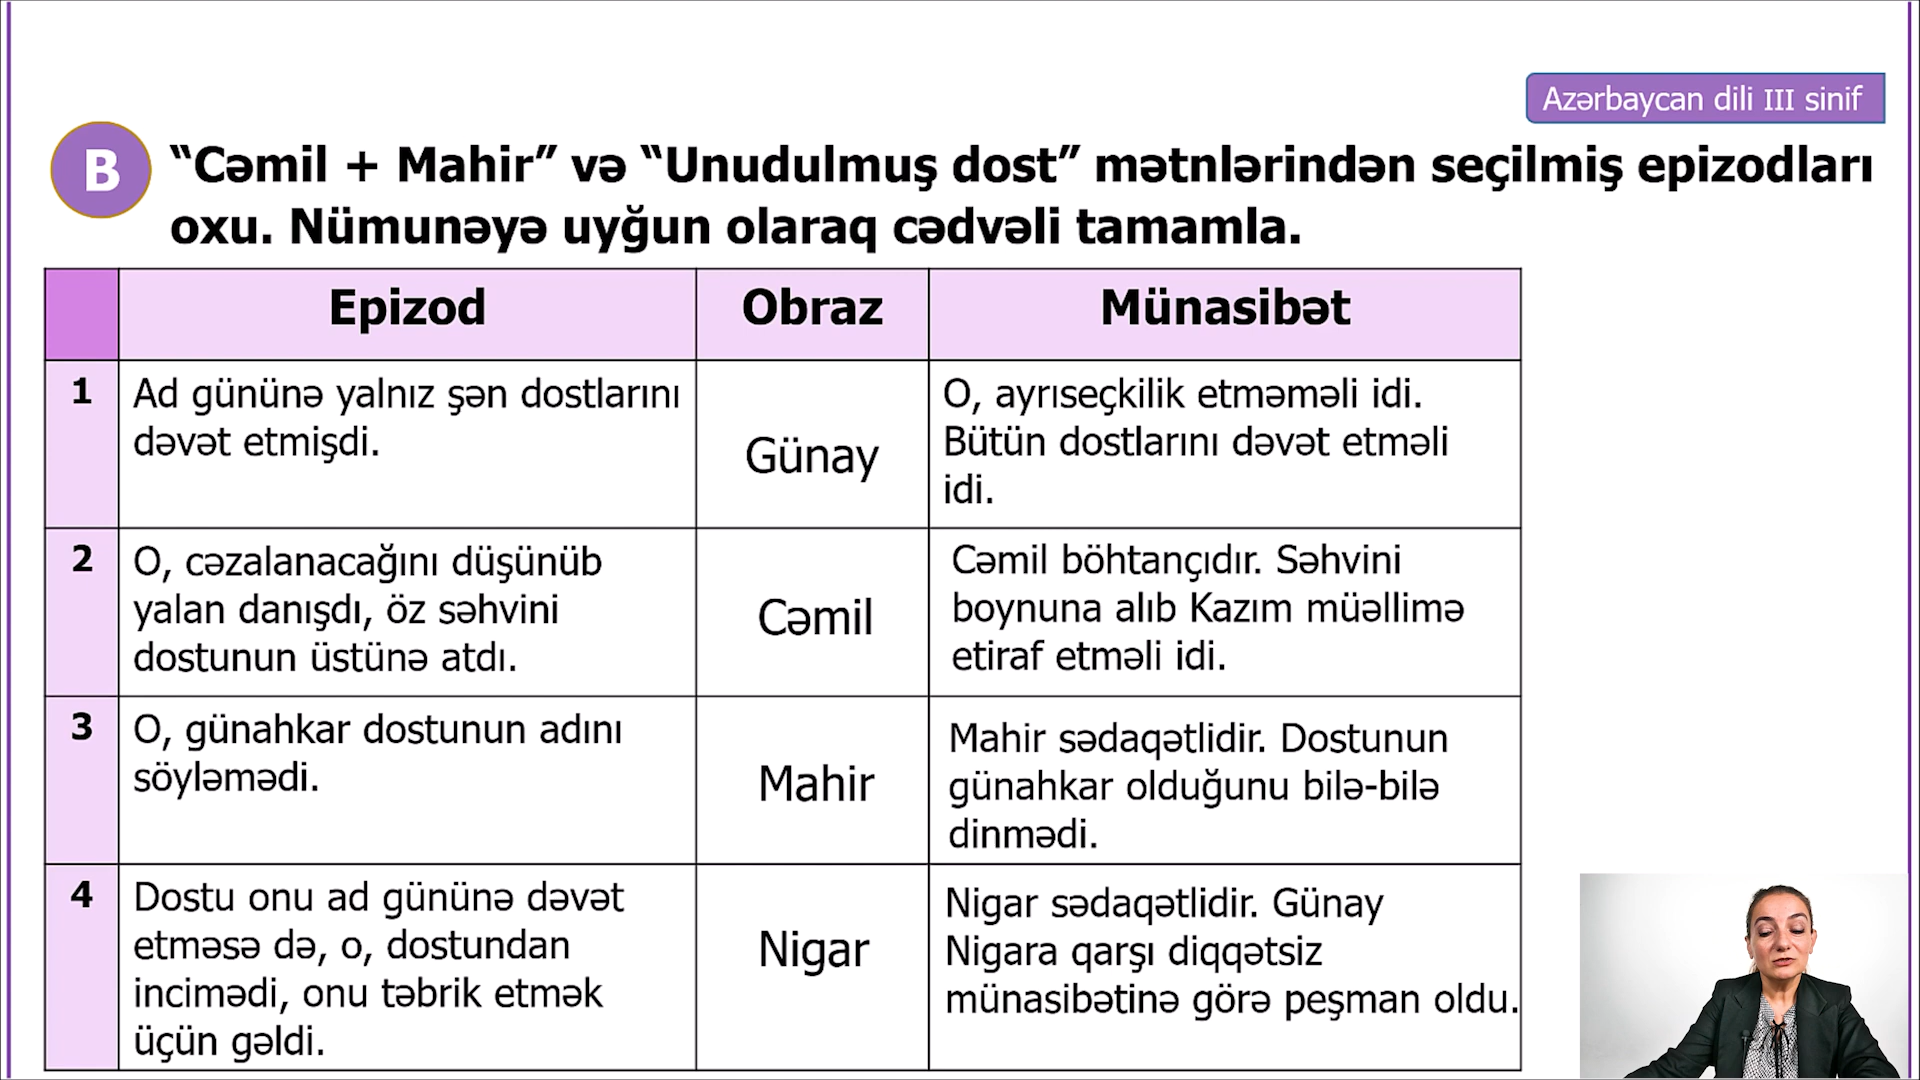 Azərbaycan dili III sinif
B
“Cəmil + Mahir” və “Unudulmuş dost” mətnlərindən seçilmiş epizodları
oxu. Nümunəyə uyğun olaraq cədvəli tamamla.
Epizod
Obraz
Münasibət
1
Ad gününə yalnız şən dostlarını
dəvət etmişdi.
Günay
O, ayrıseçkilik etməməli idi.
Bütün dostlarını dəvət etməli
idi.
2
O, cəzalanacağını düşünüb
yalan danışdı, öz səhvini
dostunun üstünə atdı.
Cəmil
Cəmil böhtançıdır. Səhvini
boynuna alıb Kazım müəllimə
etiraf etməli idi.
3
O, günahkar dostunun adını
söyləmədi.
Mahir
Mahir sədaqətlidir. Dostunun
günahkar olduğunu bilə-bilə
dinmədi.
4
Dostu onu ad gününə dəvət
etməsə də, o, dostundan
incimədi, onu təbrik etmək
üçün gəldi.
Nigar
Nigar sədaqətlidir. Günay
Nigara qarşı diqqətsiz
münasibətinə görə peşman oldu.